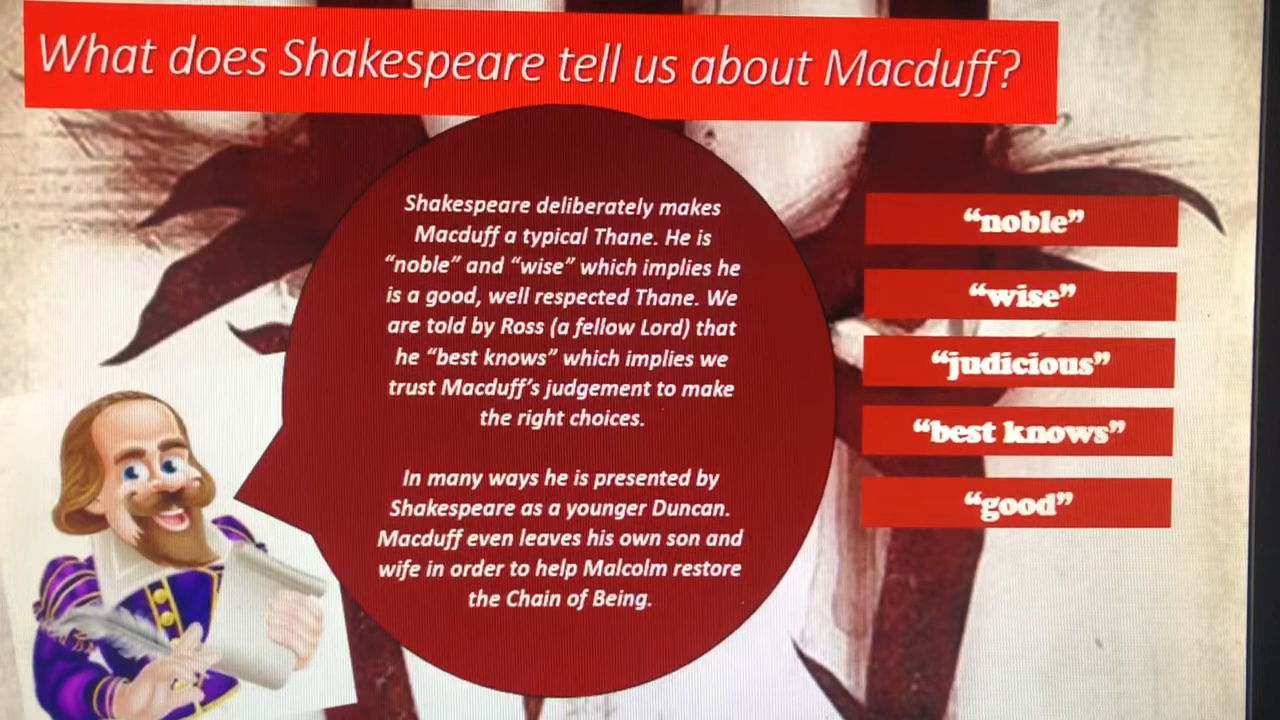 What does Shakespeare tell us about Macduff?
Shakespeare deliberately makes
Macduff a typical Thane. He is
“noble” and “wise” which implies he
is a good, well respected Thane. We
are told by Ross (a fellow Lord) that
he “best knows” which implies we
trust Macduff’s judgement to make
the right choices.
In many ways he is presented by
Shakespeare as a younger Duncan.
Macduff even leaves his own son and
wife in order to help Malcolm restore
the Chain of Being.
“noble”
“wise”
“judicious”
“best knows”
“good”